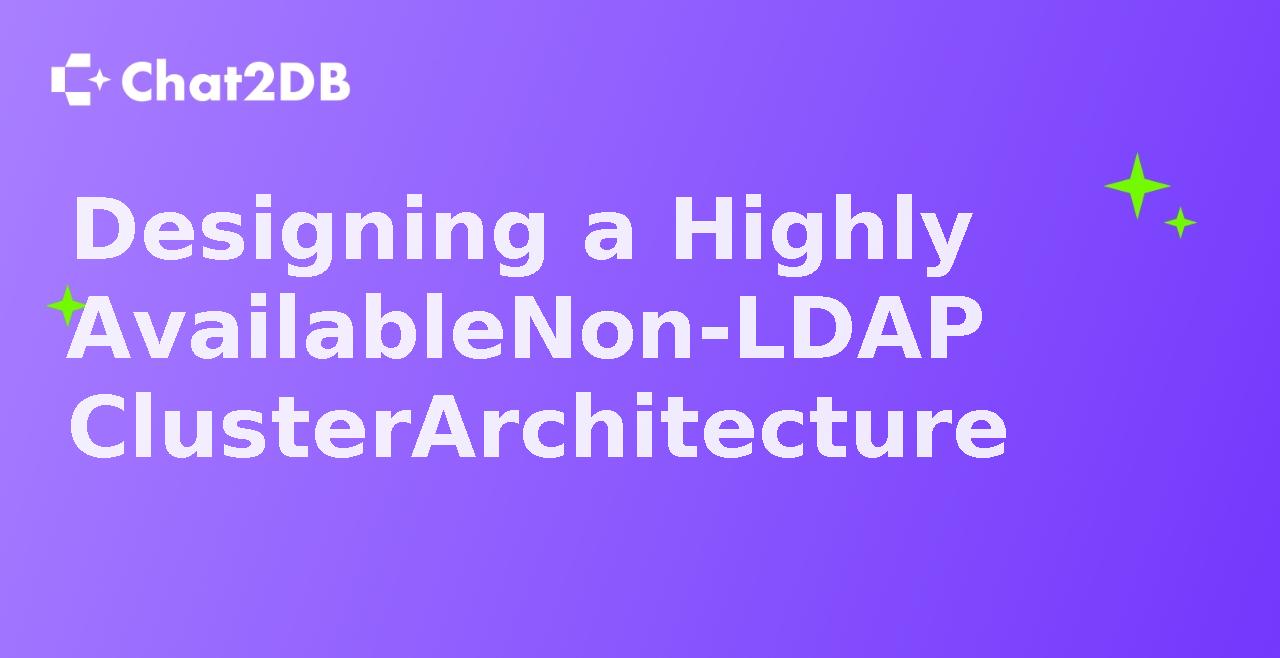 Chat2DB
Designing a Highly
AvailableNon-LDAP
ClusterArchitecture